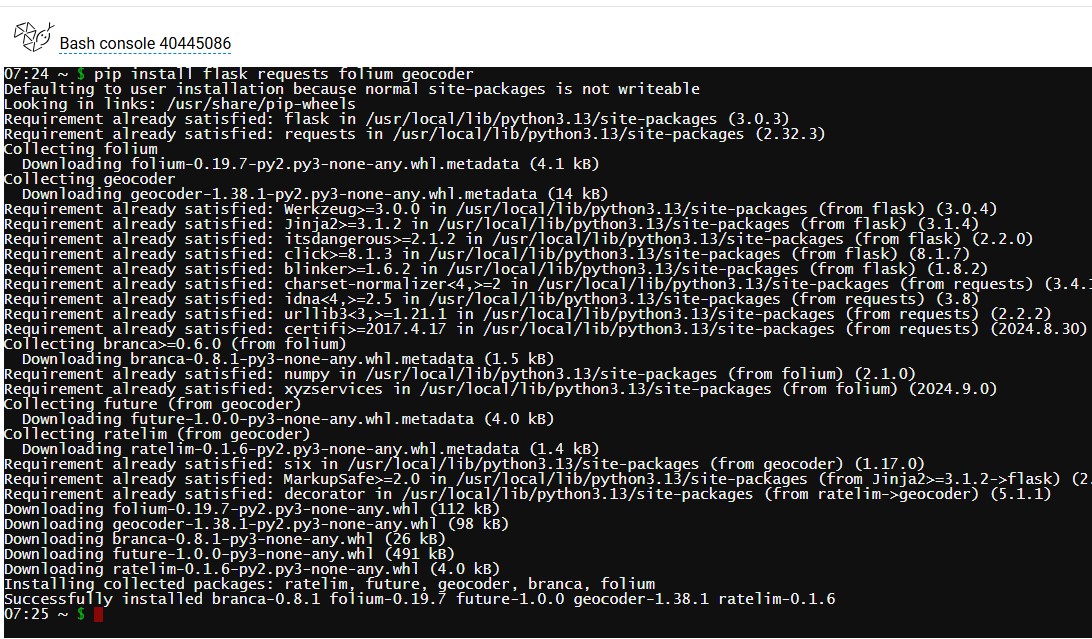 Bash console 40445086
07:24 ~ $ pip install flask requests folium geocoder
Defaulting to user installation because normal site-packages is not writeable
Looking in links: /usr/share/pip-wheels
Requirement already satisfied: flask in /usr/local/lib/python3.13/site-packages (3.0.3)
Requirement already satisfied: requests in /usr/local/lib/python3.13/site-packages (2.32.3)
Collecting folium
  Downloading folium-0.19.7-py2.py3-none-any.whl.metadata (4.1 kB)
Collecting geocoder
  Downloading geocoder-1.38.1-py2.py3-none-any.whl.metadata (14 kB)
Requirement already satisfied: Werkzeug>=3.0.0 in /usr/local/lib/python3.13/site-packages (from flask) (3.0.4)
Requirement already satisfied: Jinja2>=3.1.2 in /usr/local/lib/python3.13/site-packages (from flask) (3.1.4)
Requirement already satisfied: itsdangerous>=2.1.2 in /usr/local/lib/python3.13/site-packages (from flask) (2.2.0)
Requirement already satisfied: click>=8.1.3 in /usr/local/lib/python3.13/site-packages (from flask) (8.1.7)
Requirement already satisfied: blinker>=1.6.2 in /usr/local/lib/python3.13/site-packages (from flask) (1.8.2)
Requirement already satisfied: charset-normalizer<4,>=2 in /usr/local/lib/python3.13/site-packages (from requests) (3.4.1
Requirement already satisfied: idna<4,>=2.5 in /usr/local/lib/python3.13/site-packages (from requests) (3.8)
Requirement already satisfied: urllib3<3,>=1.21.1 in /usr/local/lib/python3.13/site-packages (from requests) (2.2.2)
Requirement already satisfied: certifi>=2017.4.17 in /usr/local/lib/python3.13/site-packages (from requests) (2024.8.30)
Collecting branca>=0.6.0 (from folium)
  Downloading branca-0.8.1-py3-none-any.whl.metadata (1.5 kB)
Requirement already satisfied: numpy in /usr/local/lib/python3.13/site-packages (from folium) (2.1.0)
Requirement already satisfied: xyzservices in /usr/local/lib/python3.13/site-packages (from folium) (2024.9.0)
Collecting future (from geocoder)
  Downloading future-1.0.0-py3-none-any.whl.metadata (4.0 kB)
Collecting ratelim (from geocoder)
  Downloading ratelim-0.1.6-py2.py3-none-any.whl.metadata (1.4 kB)
Requirement already satisfied: six in /usr/local/lib/python3.13/site-packages (from geocoder) (1.17.0)
Requirement already satisfied: MarkupSafe>=2.0 in /usr/local/lib/python3.13/site-packages (from Jinja2>=3.1.2->flask) (2.
Requirement already satisfied: decorator in /usr/local/lib/python3.13/site-packages (from ratelim->geocoder) (5.1.1)
Downloading folium-0.19.7-py2.py3-none-any.whl (112 kB)
Downloading geocoder-1.38.1-py2.py3-none-any.whl (98 kB)
Downloading branca-0.8.1-py3-none-any.whl (26 kB)
Downloading future-1.0.0-py3-none-any.whl (491 kB)
Downloading ratelim-0.1.6-py2.py3-none-any.whl (4.0 kB)
Installing collected packages: ratelim, future, geocoder, branca, folium
Successfully installed branca-0.8.1 folium-0.19.7 future-1.0.0 geocoder-1.38.1 ratelim-0.1.6
07:25 ~ $